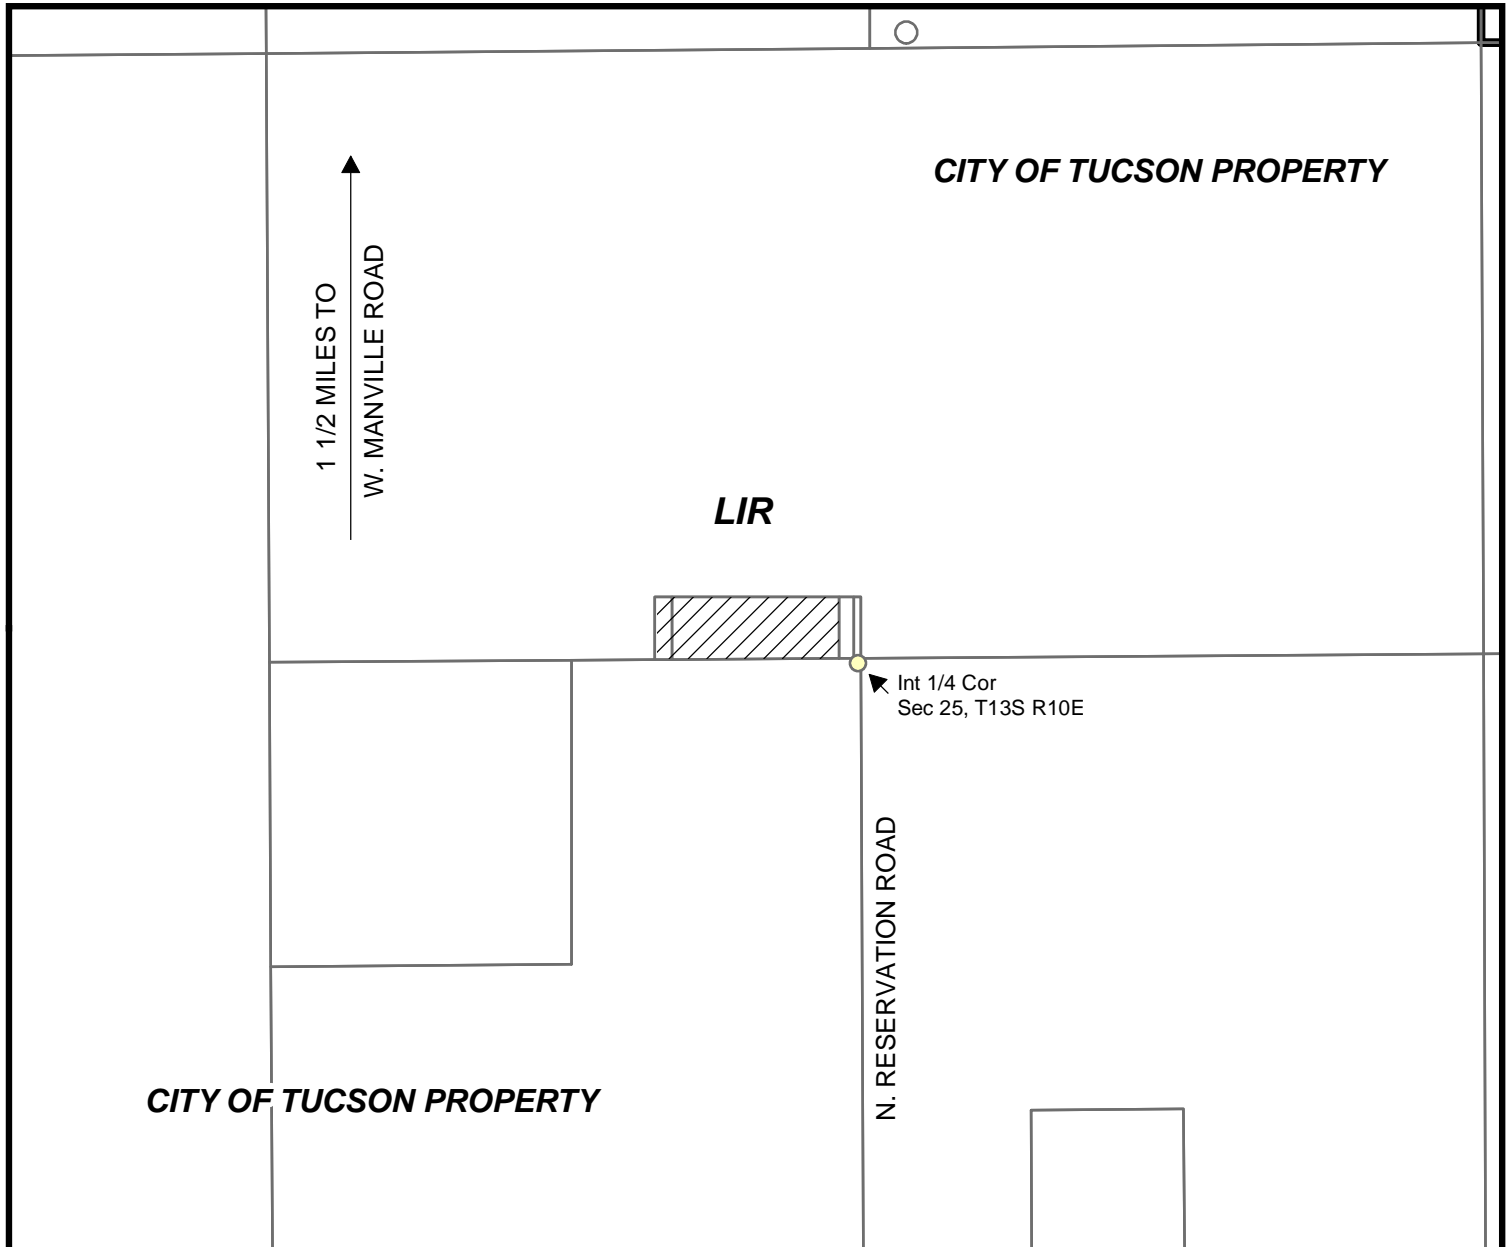 CITY OF TUCSON PROPERTY
1 1/2 MILES TO
W. MANVILLE ROAD
LIR
Int 1/4 Cor
Sec 25, T13S R10E
N. RESERVATION ROAD
CITY OF TUCSON PROPERTY